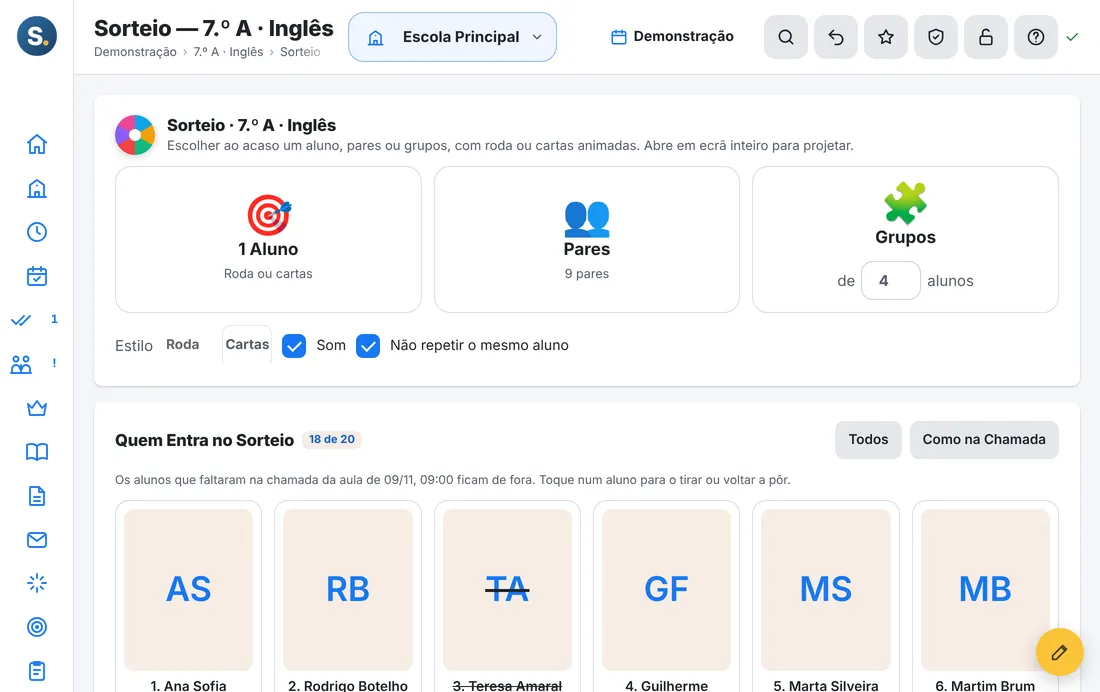 S.
Sorteio — 7.º A · Inglês
Demonstração › 7.º A · Inglês › Sorteio
Escola Principal
Demonstração
1
!
Sorteio · 7.º A · Inglês
Escolher ao acaso um aluno, pares ou grupos, com roda ou cartas animadas. Abre em ecrã inteiro para projetar.
1 Aluno
Roda ou cartas
Pares
9 pares
Grupos
de 4 alunos
Estilo Roda Cartas Som Não repetir o mesmo aluno
Quem Entra no Sorteio 18 de 20
Todos Como na Chamada
Os alunos que faltaram na chamada da aula de 09/11, 09:00 ficam de fora. Toque num aluno para o tirar ou voltar a pôr.
AS RB TA GF MS MB
1. Ana Sofia 2. Rodrigo Botelho 3. Teresa Amaral 4. Guilherme 5. Marta Silveira 6. Martim Brum